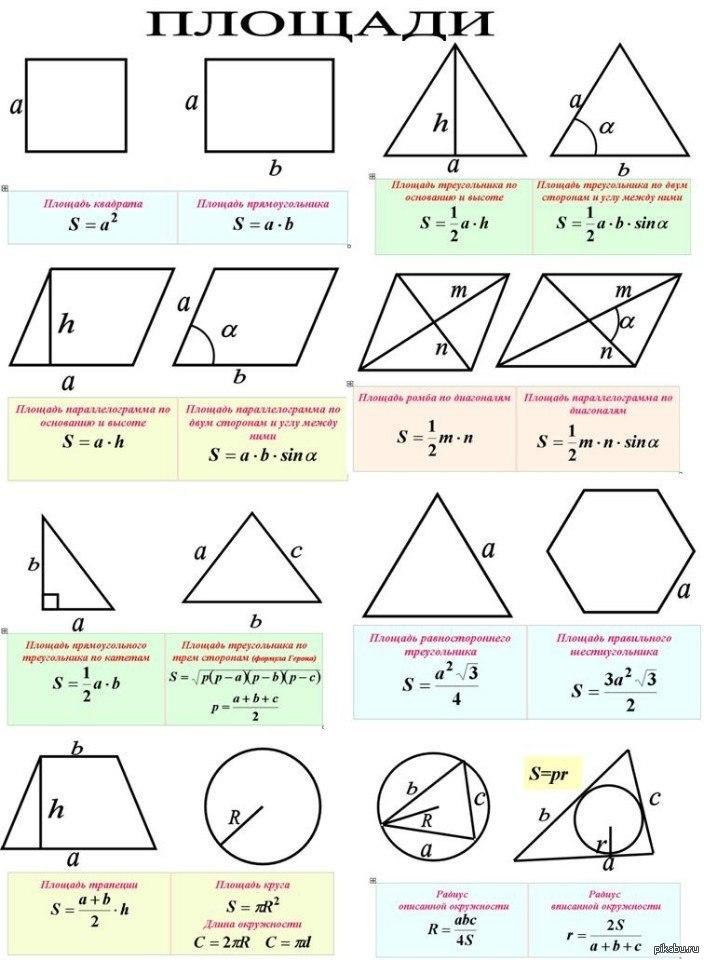 ПЛОЩАДИ
a
a
b
h
a
a
α
b
Площадь квадрата
S = a²
Площадь прямоугольника
S = a · b
Площадь треугольника по
основанию и высоте
S = 1/2 a · h
Площадь треугольника по двум
сторонам и углу между ними
S = 1/2 a · b · sin α
h
a
a
α
b
m
n
m
α
n
Площадь параллелограмма по
основанию и высоте
S = a · h
Площадь параллелограмма по
двум сторонам и углу между
ними
S = a · b · sin α
Площадь ромба по диагоналям
S = 1/2 m · n
Площадь параллелограмма по
диагоналям
S = 1/2 m · n · sin α
b
a
a
c
b
a
a
Площадь прямоугольного
треугольника по катетам
S = 1/2 a · b
Площадь треугольника по
трем сторонам (формула Герона)
S = √p(p−a)(p−b)(p−c)
p = (a + b + c)/2
Площадь равностороннего
треугольника
S = a²√3/4
Площадь правильного
шестиугольника
S = 3a²√3/2
b
h
a
R
b
c
R
a
S=pr
b
c
r
a
Площадь трапеции
S = (a + b)/2 · h
Площадь круга
S = πR²
Длина окружности
C = 2πR C = πd
Радиус
описанной окружности
R = abc/4S
Радиус
вписанной окружности
r = 2S/(a + b + c)
pikabu.ru